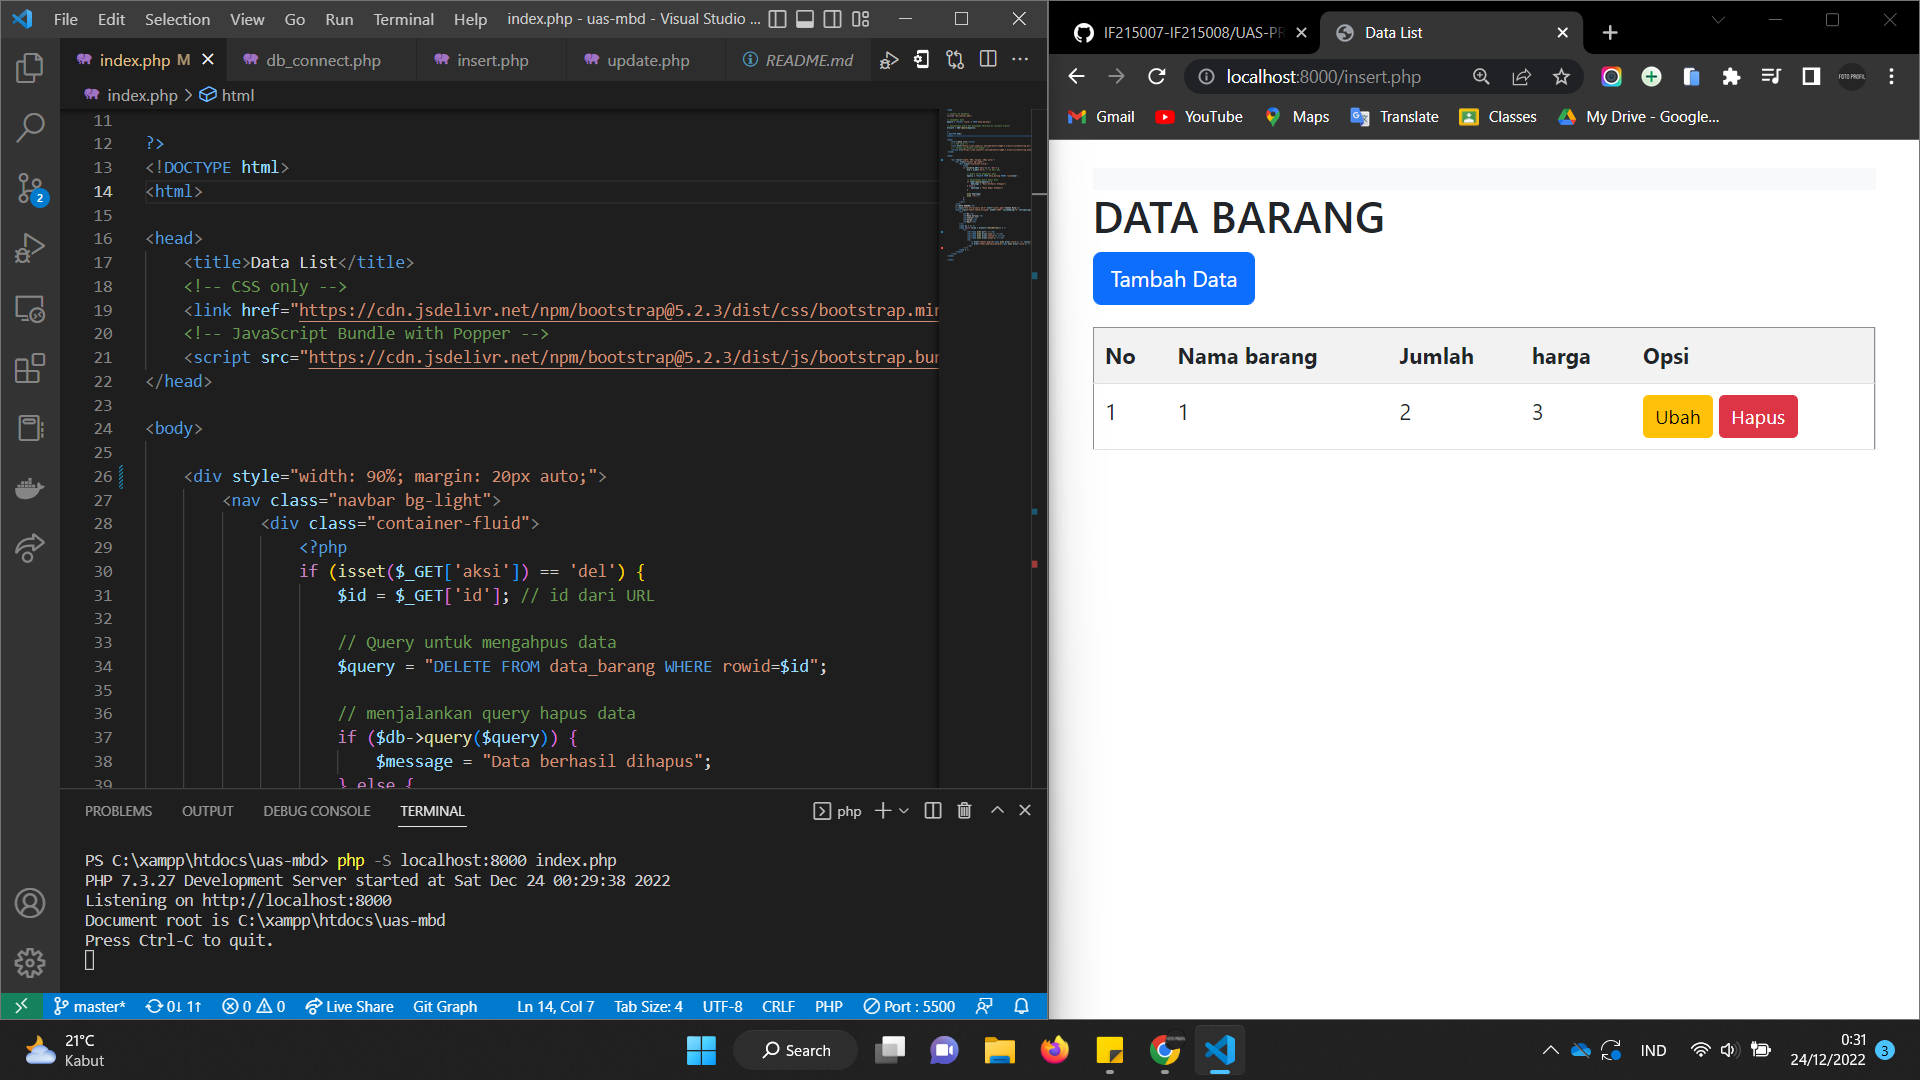 File Edit Selection View Go Run Terminal Help index.php - uas-mbd - Visual Studio ...
index.php M db_connect.php insert.php update.php README.md
index.php > html
11
12 ?>
13 <!DOCTYPE html>
14 <html>
15
16 <head>
17 <title>Data List</title>
18 <!-- CSS only -->
19 <link href="https://cdn.jsdelivr.net/npm/bootstrap@5.2.3/dist/css/bootstrap.min
20 <!-- JavaScript Bundle with Popper -->
21 <script src="https://cdn.jsdelivr.net/npm/bootstrap@5.2.3/dist/js/bootstrap.bun
22 </head>
23
24 <body>
25
26 <div style="width: 90%; margin: 20px auto;">
27 <nav class="navbar bg-light">
28 <div class="container-fluid">
29 <?php
30 if (isset($_GET['aksi']) == 'del') {
31 $id = $_GET['id']; // id dari URL
32
33 // Query untuk mengahpus data
34 $query = "DELETE FROM data_barang WHERE rowid=$id";
35
36 // menjalankan query hapus data
37 if ($db->query($query)) {
38 $message = "Data berhasil dihapus";
39 } else {
PROBLEMS OUTPUT DEBUG CONSOLE TERMINAL php
PS C:\xampp\htdocs\uas-mbd> php -S localhost:8000 index.php
PHP 7.3.27 Development Server started at Sat Dec 24 00:29:38 2022
Listening on http://localhost:8000
Document root is C:\xampp\htdocs\uas-mbd
Press Ctrl-C to quit.
2
master* 0↓ 1↑ 0 0 Live Share Git Graph Ln 14, Col 7 Tab Size: 4 UTF-8 CRLF PHP Port : 5500
IF215007-IF215008/UAS-PR Data List
localhost:8000/insert.php FOTO PROFIL
Gmail YouTube Maps Translate Classes My Drive - Google...
DATA BARANG
Tambah Data
No Nama barang Jumlah harga Opsi
1 1 2 3 Ubah Hapus
21°C
Kabut
Search
IND
0:31
24/12/2022
3